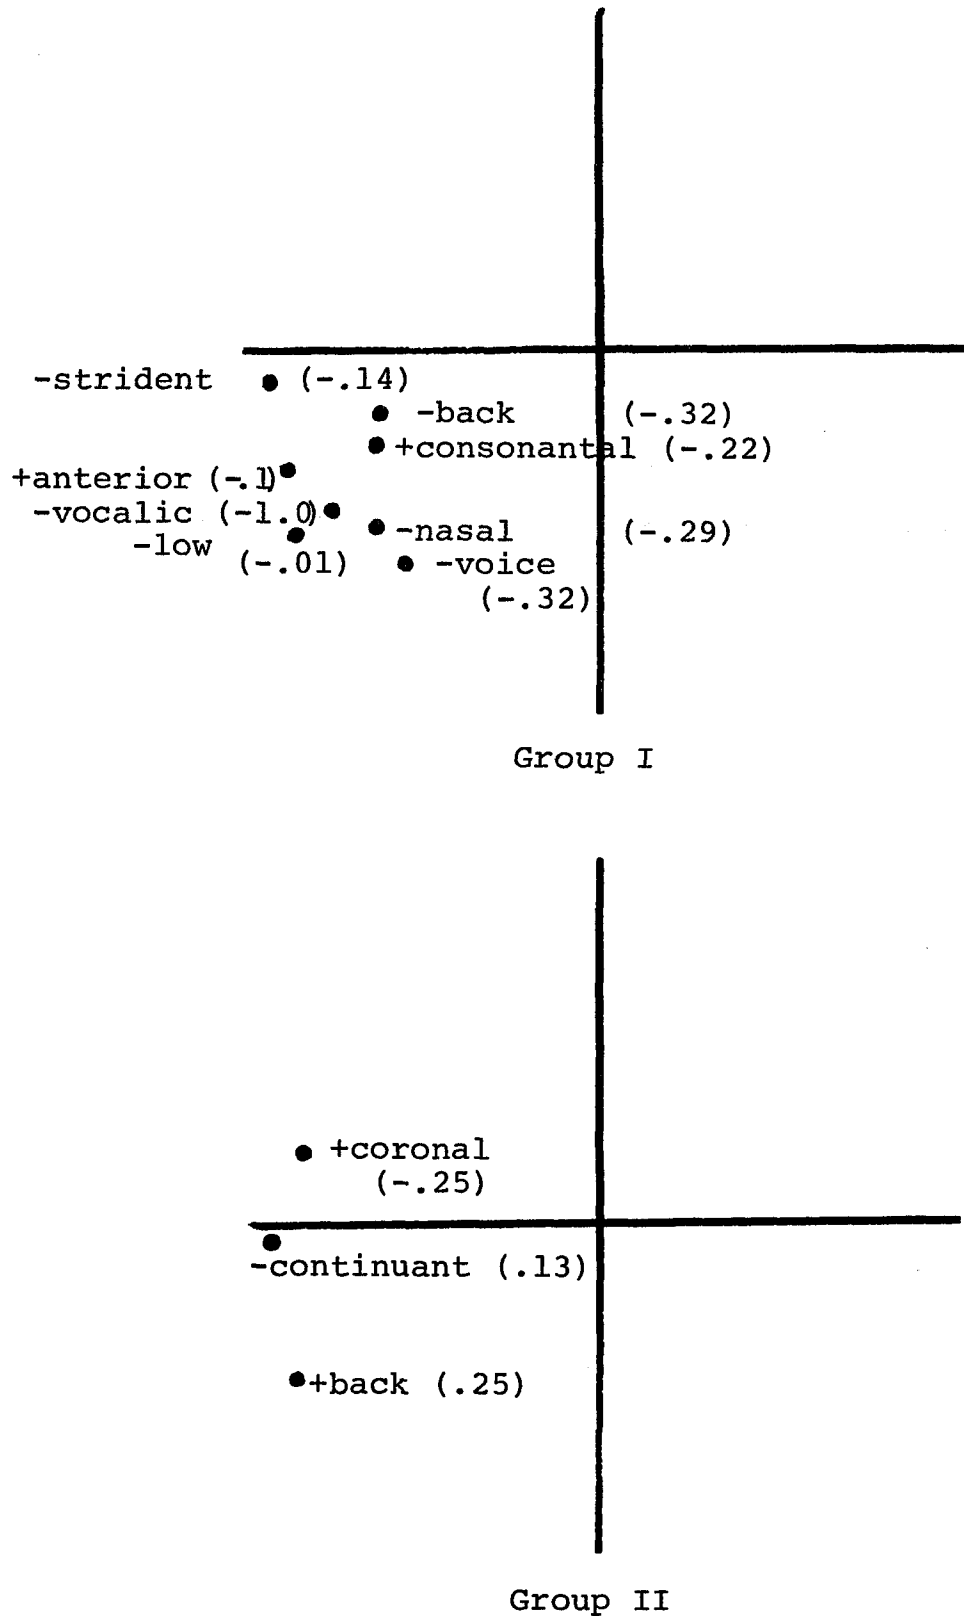 -strident (-.14)
-back (-.32)
+consonantal (-.22)
+anterior (-.1)
-vocalic (-1.0)
-nasal (-.29)
-low
(-.01)
-voice
(-.32)
Group I
+coronal
(-.25)
-continuant (.13)
+back (.25)
Group II